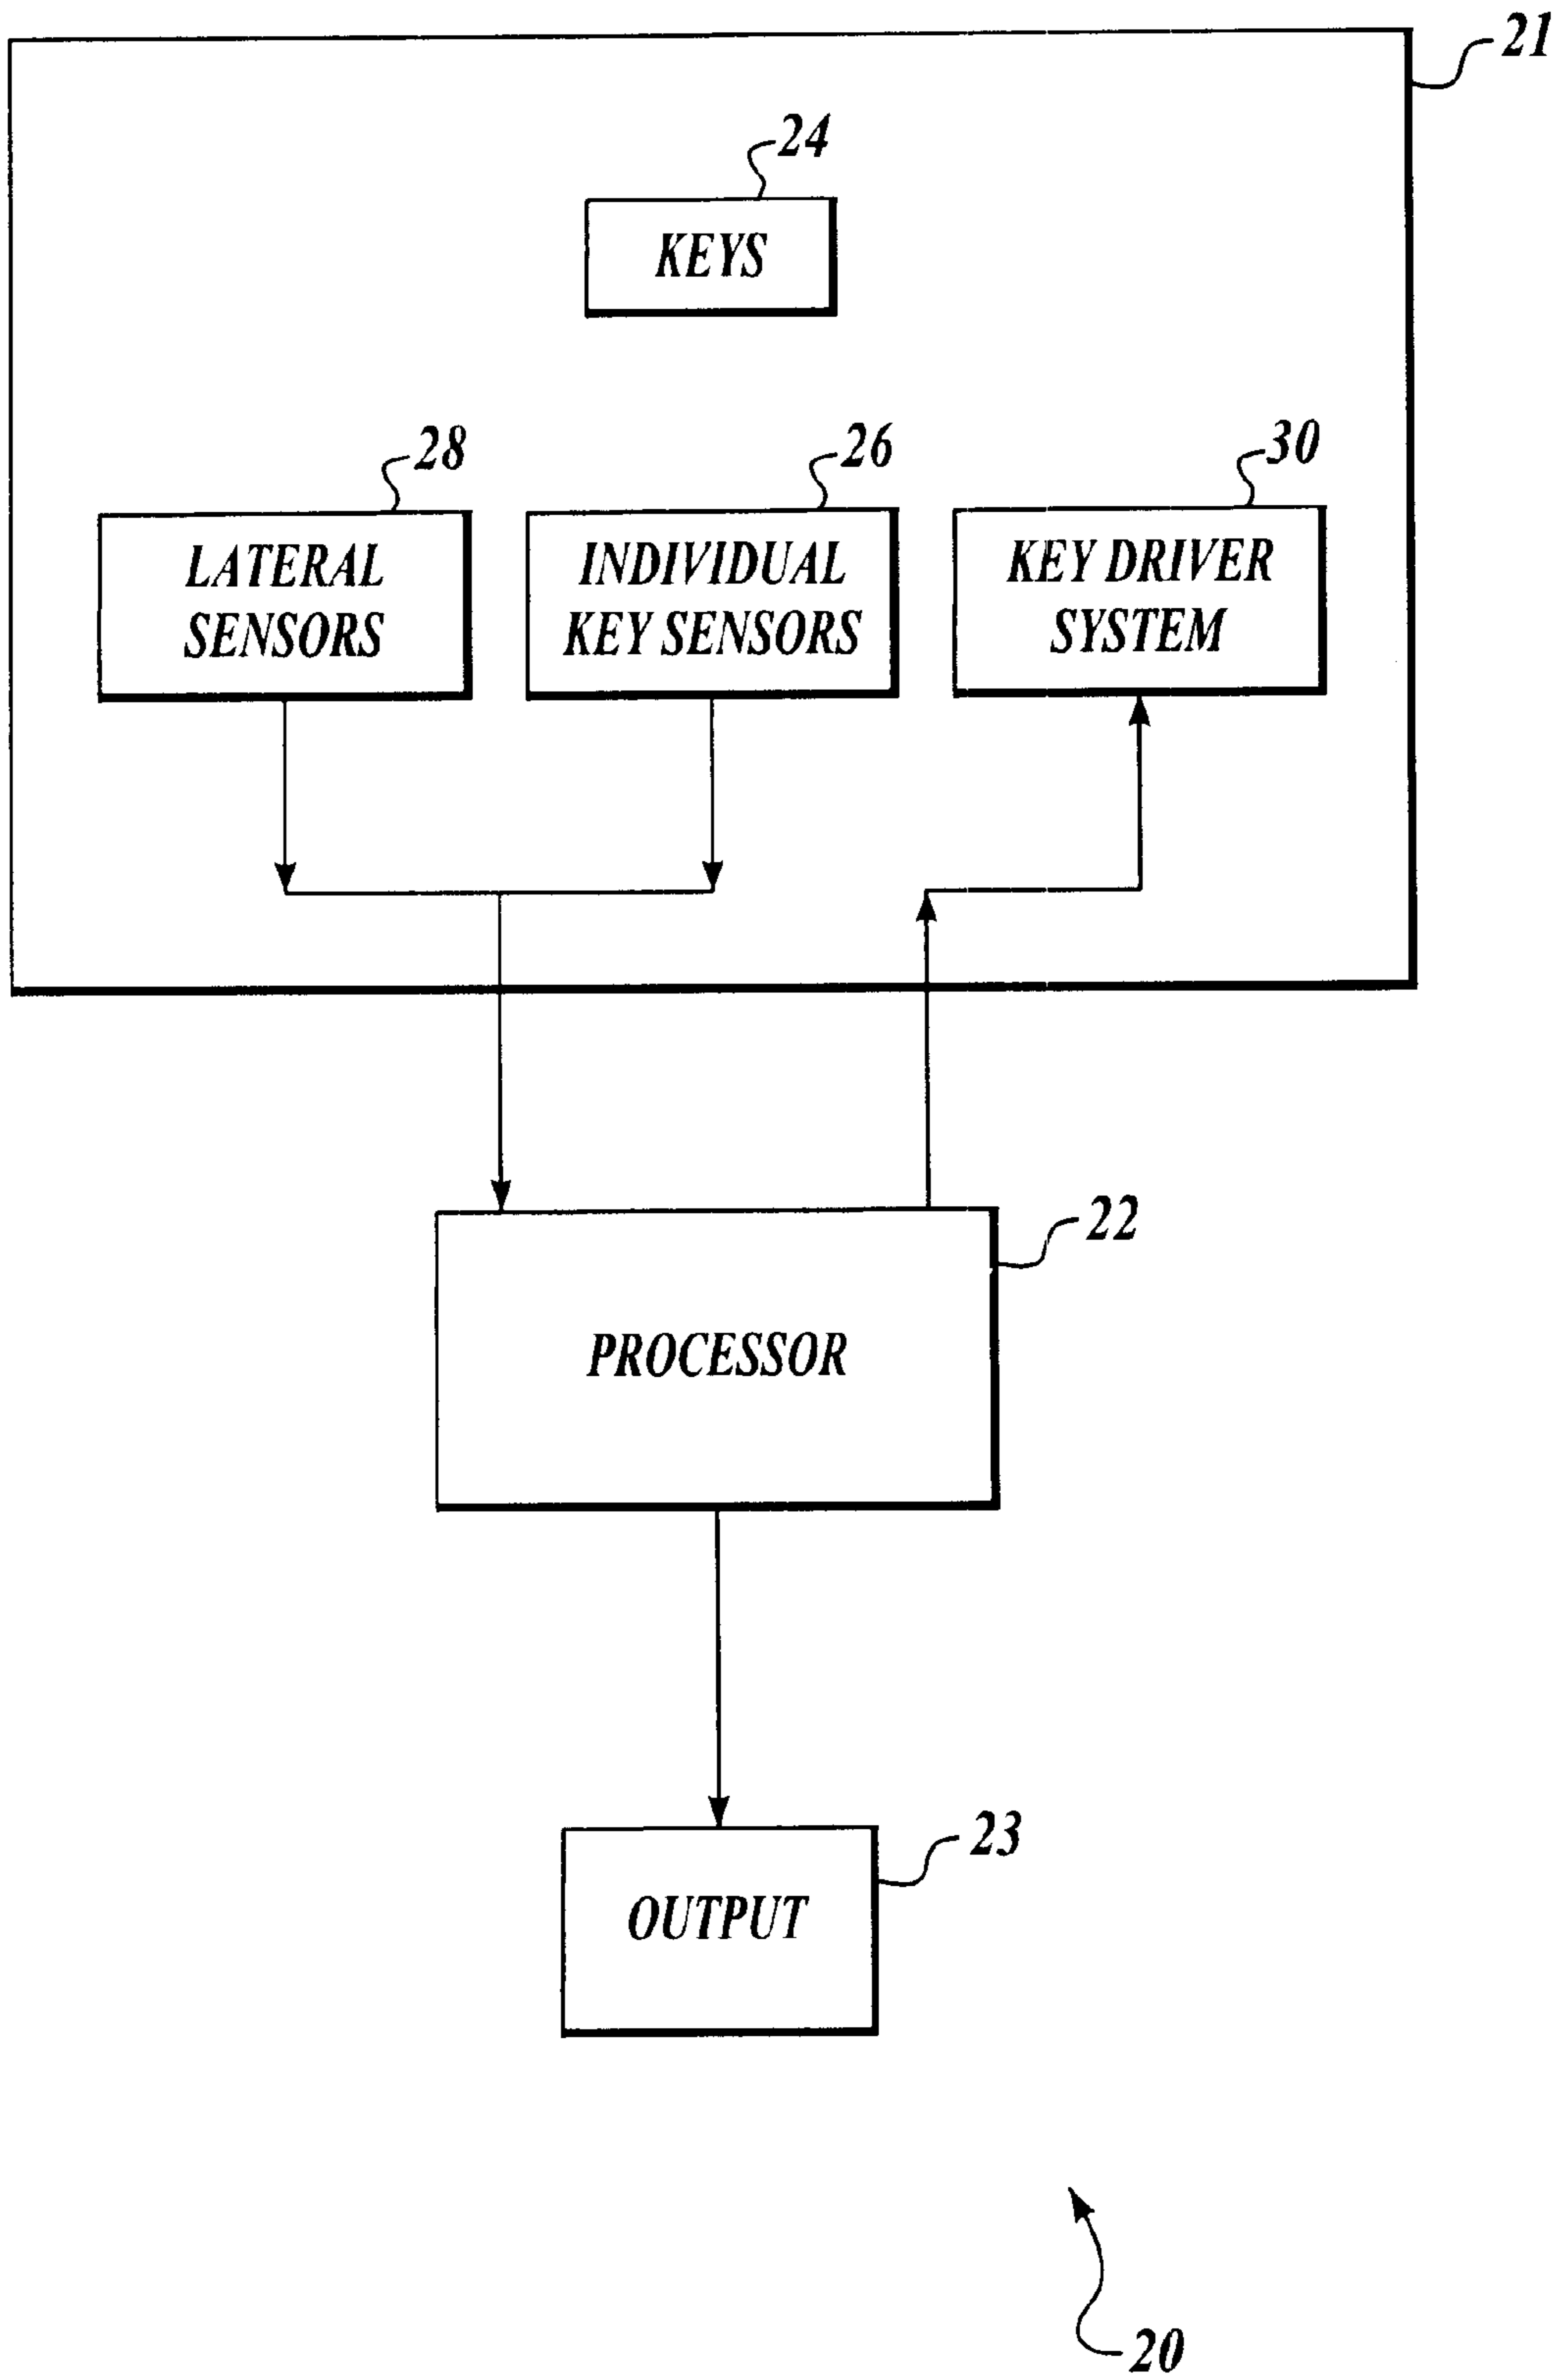 21
24
KEYS
28
26
30
LATERAL
SENSORS
INDIVIDUAL
KEY SENSORS
KEY DRIVER
SYSTEM
22
PROCESSOR
23
OUTPUT
20